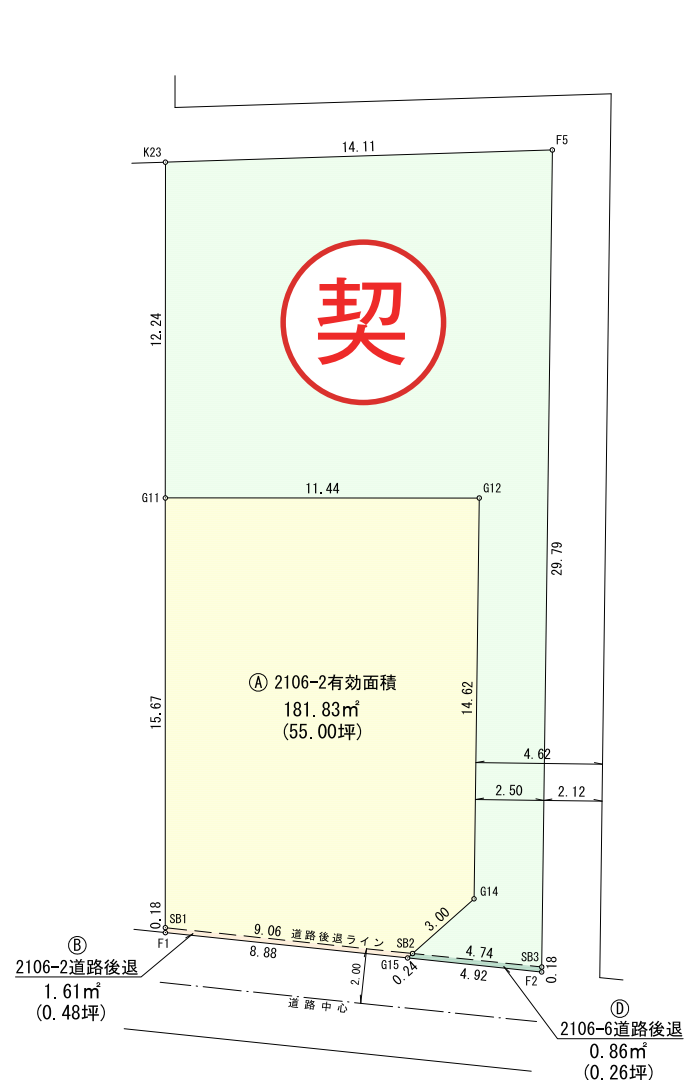 K23
14.11
F5
12.24
契
G11
11.44
G12
29.79
Ⓐ 2106-2有効面積
181.83㎡
(55.00坪)
15.67
14.62
4.62
2.50
2.12
G14
3.00
0.18
SB1
F1
9.06
道路後退ライン
8.88
SB2
G15
0.24
4.74
SB3
4.92
F2
0.18
2.00
道路中心
Ⓑ
2106-2道路後退
1.61㎡
(0.48坪)
Ⓓ
2106-6道路後退
0.86㎡
(0.26坪)